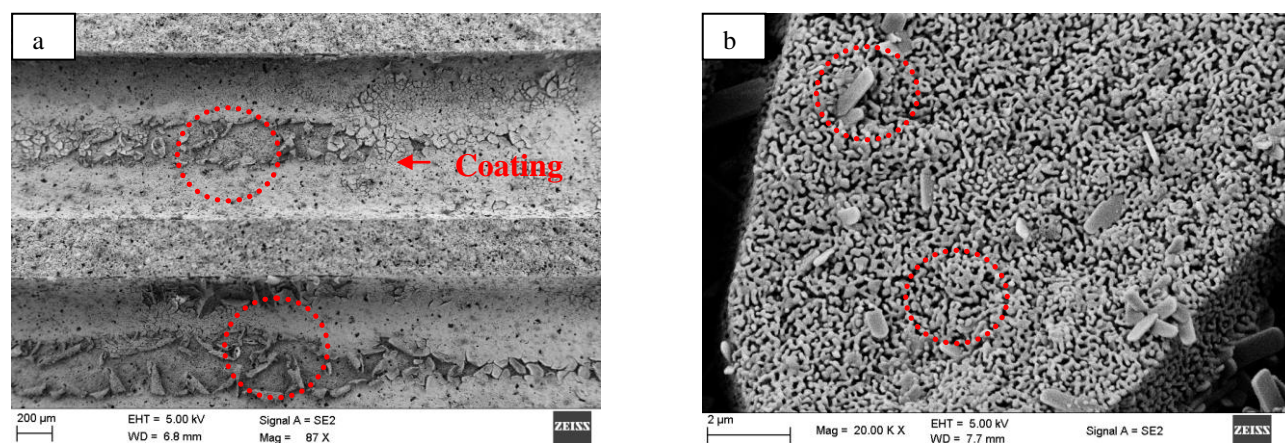 a
Coating
200 µm
EHT = 5.00 kV
Signal A = SE2
WD = 6.8 mm
Mag = 87 X
ZEISS
b
2 µm
Mag = 20.00 K X
EHT = 5.00 kV
WD = 7.7 mm
Signal A = SE2
ZEISS